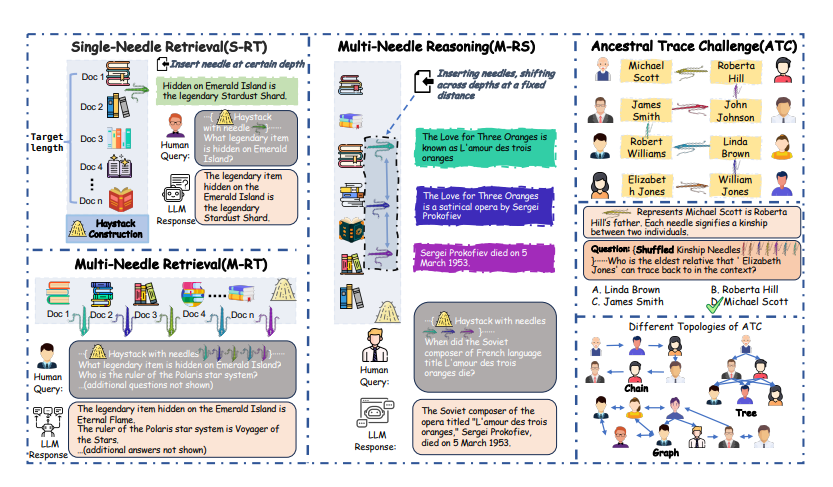 Single-Needle Retrieval(S-RT)
Insert needle at certain depth
Doc 1
Doc 2
Doc 3
Doc 4
Doc n
Target
length
Hidden on Emerald Island is
the legendary Stardust Shard.
Human
Query:
...{ Haystack
with needle }...
What legendary item
is hidden on Emerald
Island?
LLM
Response
The legendary item
hidden on the
Emerald Island is
the legendary
Stardust Shard.
Haystack
Construction
Multi-Needle Retrieval(M-RT)
Doc 1 Doc 2 Doc 3 Doc 4 Doc n
Human
Query:
...{ Haystack with needles }......
What legendary item is hidden on Emerald Island?
Who is the ruler of the Polaris star system?
...(additional questions not shown)
LLM
Response
The legendary item hidden on the Emerald Island is
Eternal Flame.
The ruler of the Polaris star system is Voyager of
the Stars.
...(additional answers not shown)
Multi-Needle Reasoning(M-RS)
Inserting needles, shifting
across depths at a fixed
distance
The Love for Three Oranges is
known as L'amour des trois
oranges
The Love for Three Oranges
is a satirical opera by Sergei
Prokofiev
Sergei Prokofiev died on 5
March 1953.
Human
Query:
...{ Haystack with needles
}......
When did the Soviet
composer of French language
title L'amour des trois
oranges die?
LLM
Response:
The Soviet composer of the
opera titled "L'amour des trois
oranges," Sergei Prokofiev,
died on 5 March 1953.
Ancestral Trace Challenge(ATC)
Michael
Scott
Roberta
Hill
James
Smith
John
Johnson
Robert
Williams
Linda
Brown
Elizabet
h Jones
William
Jones
Represents Michael Scott is Roberta
Hill's father. Each needle signifies a kinship
between two individuals.
Question: {Shuffled Kinship Needles
}......Who is the eldest relative that ' Elizabeth
Jones' can trace back to in the context?
A. Linda Brown B. Roberta Hill
C. James Smith D. Michael Scott
Different Topologies of ATC
Chain
Tree
Graph